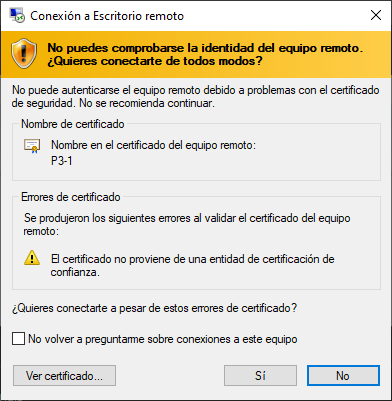 Conexión a Escritorio remoto
No puedes comprobarse la identidad del equipo remoto.
¿Quieres conectarte de todos modos?
No puede autenticarse el equipo remoto debido a problemas con el certificado
de seguridad. No se recomienda continuar.
Nombre de certificado
Nombre en el certificado del equipo remoto:
P3-1
Errores de certificado
Se produjeron los siguientes errores al validar el certificado del equipo
remoto:
El certificado no proviene de una entidad de certificación de
confianza.
¿Quieres conectarte a pesar de estos errores de certificado?
No volver a preguntarme sobre conexiones a este equipo
Ver certificado...
Sí
No